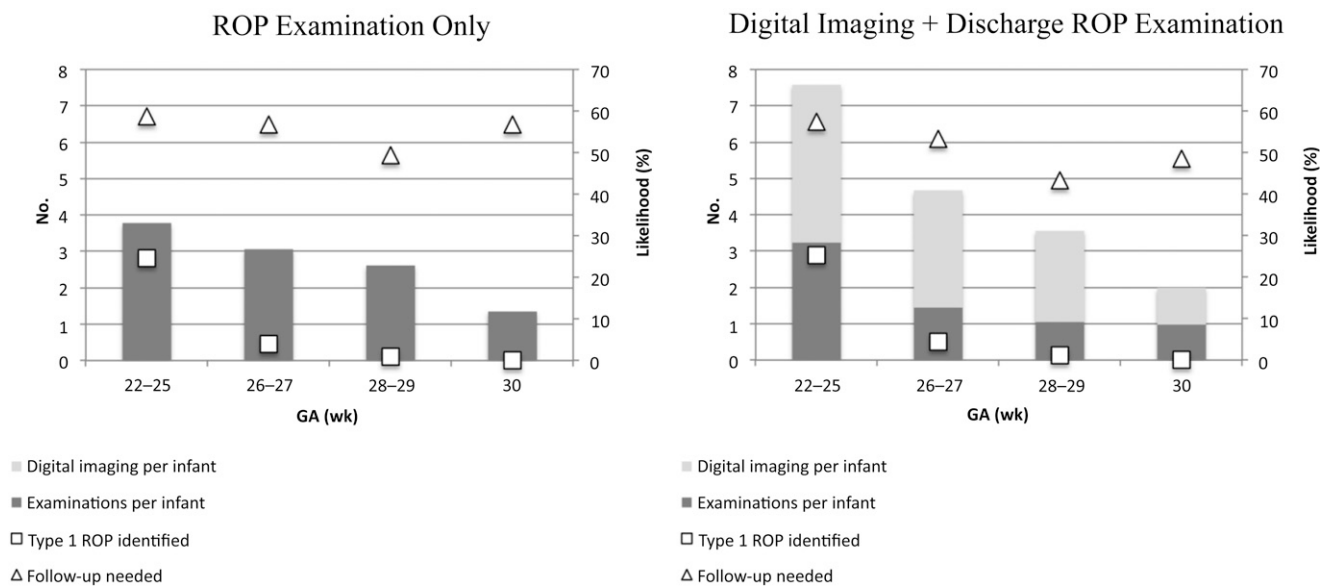 ROP Examination Only
8
7
6
5
4
3
2
1
0
No.
70
60
50
40
30
20
10
0
Likelihood (%)
22–25 26–27 28–29 30
GA (wk)
Digital imaging per infant
Examinations per infant
Type 1 ROP identified
Follow-up needed
Digital Imaging + Discharge ROP Examination
8
7
6
5
4
3
2
1
0
No.
70
60
50
40
30
20
10
0
Likelihood (%)
22–25 26–27 28–29 30
GA (wk)
Digital imaging per infant
Examinations per infant
Type 1 ROP identified
Follow-up needed